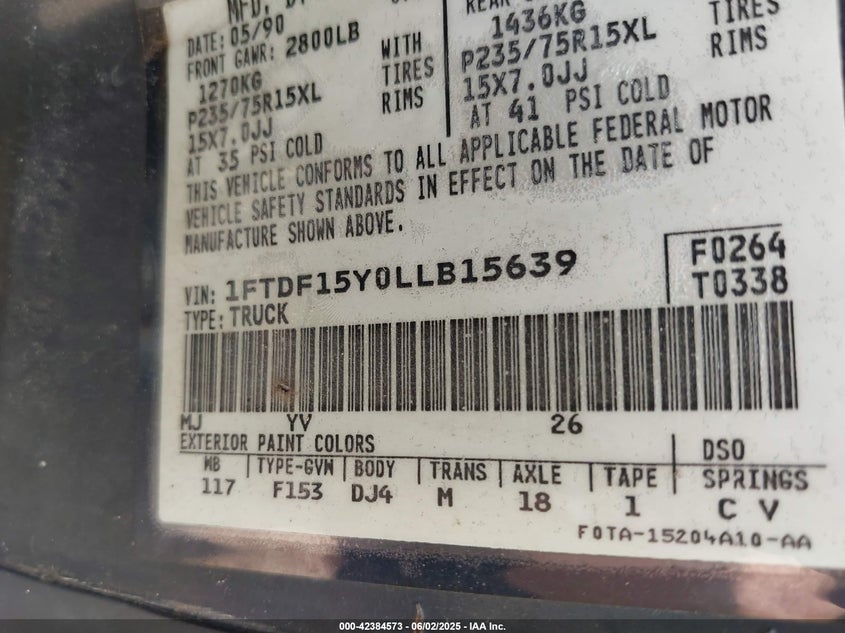 MFD. BY
DATE: 05/90
FRONT GAWR: 2800LB
1270KG WITH
P235/75R15XL TIRES
15X7.0JJ RIMS
AT 35 PSI COLD
REAR
1436KG
P235/75R15XL TIRES
15X7.0JJ RIMS
AT 41 PSI COLD
THIS VEHICLE CONFORMS TO ALL APPLICABLE FEDERAL MOTOR
VEHICLE SAFETY STANDARDS IN EFFECT ON THE DATE OF
MANUFACTURE SHOWN ABOVE.
VIN: 1FTDF15Y0LLB15639 F0264
TYPE: TRUCK T0338
MJ YV 26
EXTERIOR PAINT COLORS DSO
WB TYPE-GVW BODY TRANS AXLE TAPE SPRINGS
117 F153 DJ4 M 18 1 C V
F0TA-15204A10-AA
000-42384573 | 06/02/2025 - IAA Inc.